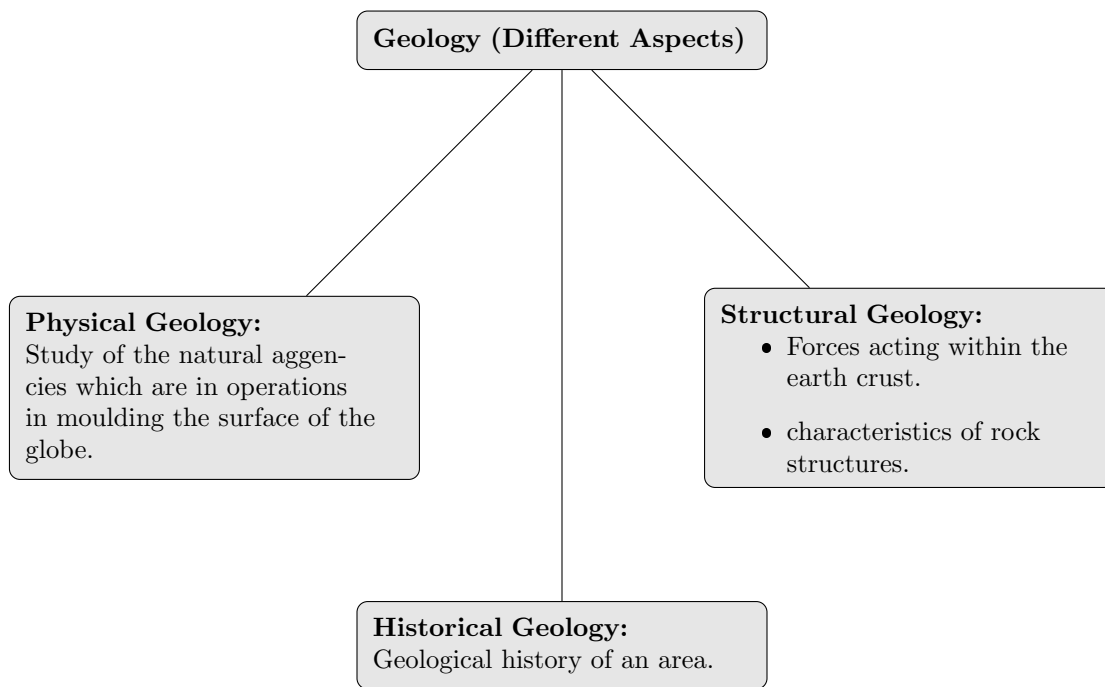 Geology (Different Aspects)
Physical Geology:
Study of the natural aggen-
cies which are in operations
in moulding the surface of the
globe.
Structural Geology:
• Forces acting within the
earth crust.
• characteristics of rock
structures.
Historical Geology:
Geological history of an area.